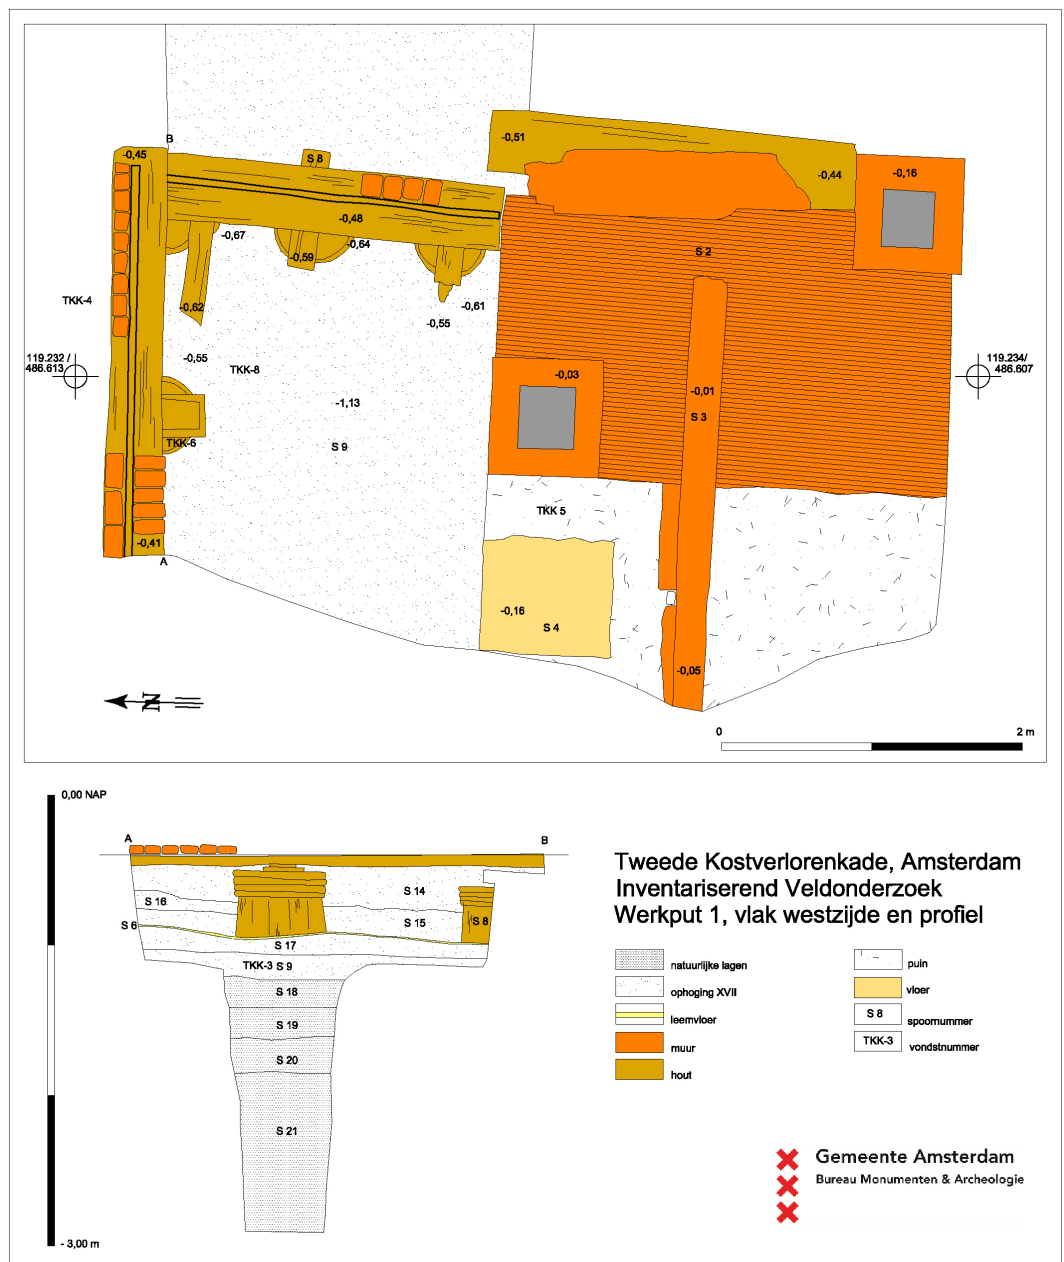 -0,51
B
-0,45
S 8
-0,44
-0,16
-0,48
-0,67
-0,64
S 2
-0,59
TKK-4
-0,62
-0,61
-0,55
119.232 /
486.613
-0,55
TKK-8
-0,03
119.234/
486.607
-0,01
-1,13
S 3
TKK-6
S 9
TKK 5
-0,41
A
-0,16
S 4
-0,05
N
0
2 m
0,00 NAP
A
B
S 14
S 16
S 15
S 8
S 6
S 17
TKK-3
S 9
S 18
S 19
S 20
S 21
- 3,00 m
Tweede Kostverlorenkade, Amsterdam
Inventariserend Veldonderzoek
Werkput 1, vlak westzijde en profiel
natuurlijke lagen
ophoging XVII
leemvloer
muur
hout
puin
vloer
S 8
spoornummer
TKK-3
vondstnummer
Gemeente Amsterdam
Bureau Monumenten & Archeologie